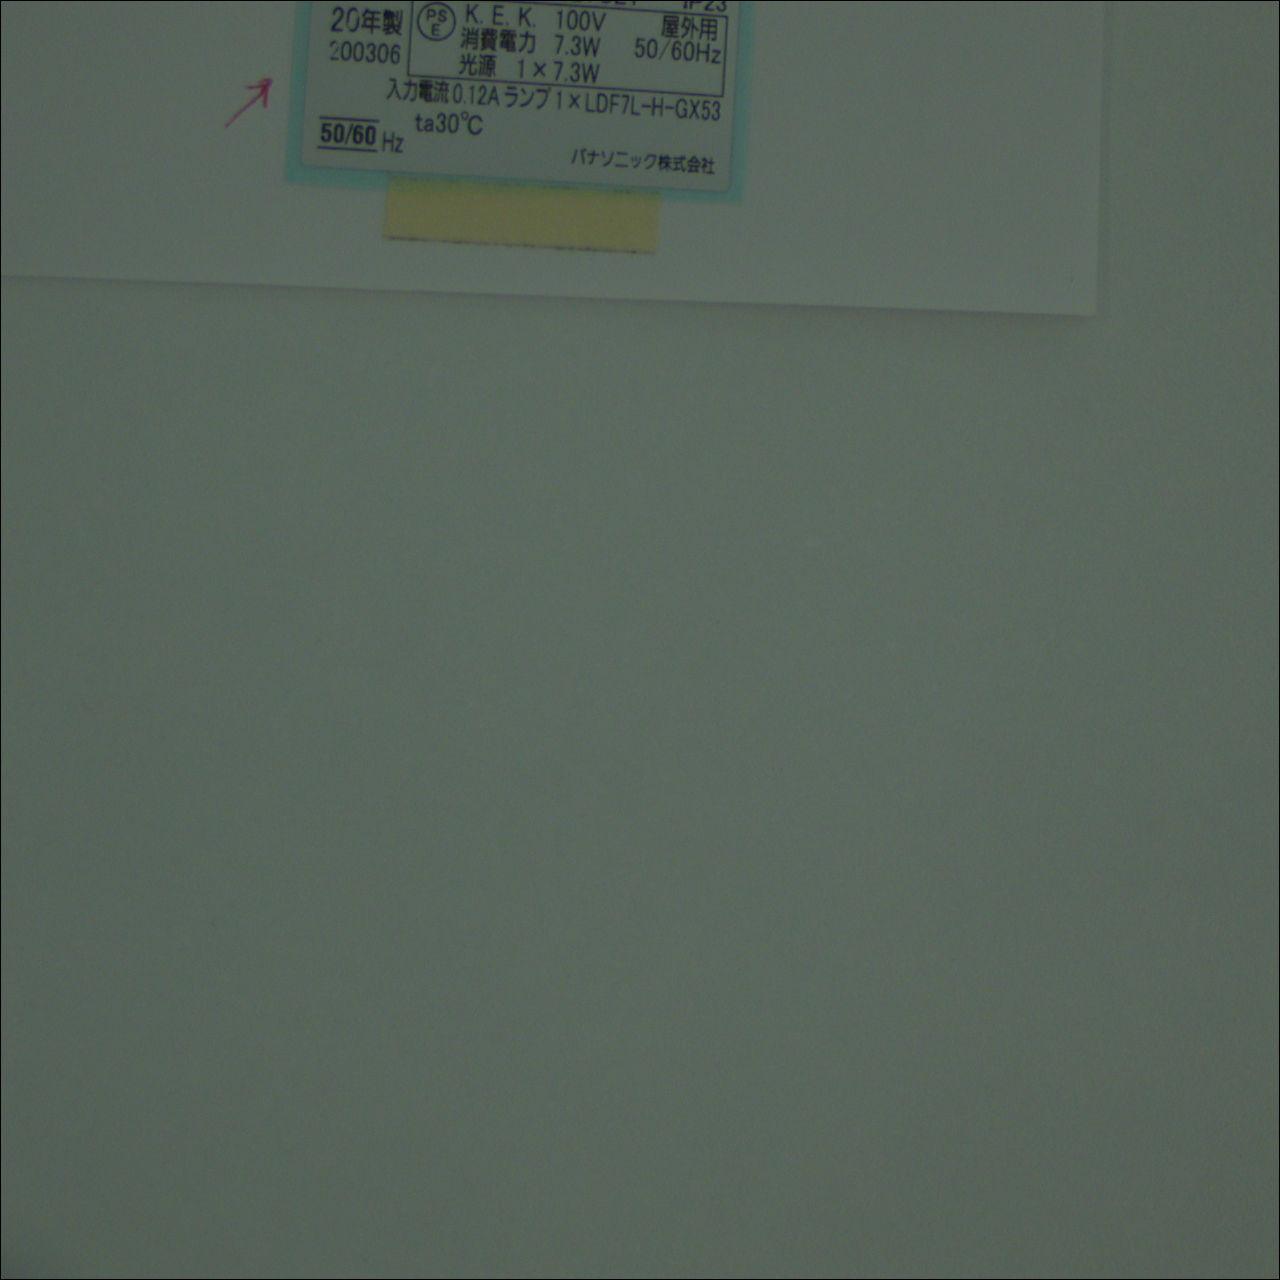 IP23
20年製 PS E K. E. K. 100V 屋外用
200306 消費電力 7.3W 50/60Hz
光源 1×7.3W
入力電流0.12A ランプ1×LDF7L-H-GX53
50/60 Hz ta30℃
パナソニック株式会社